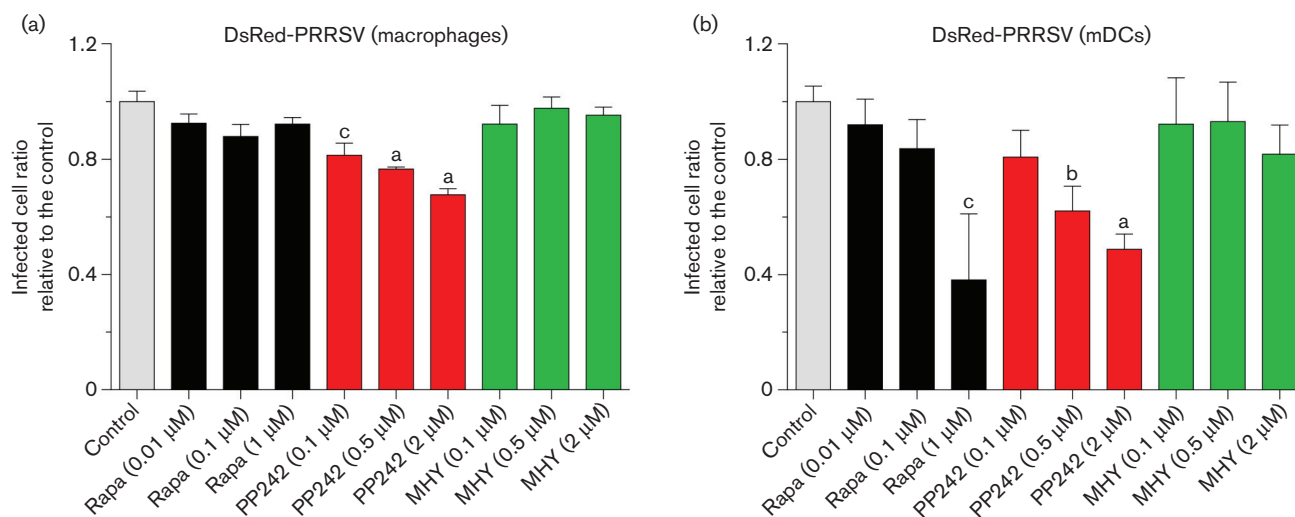 (a)
DsRed-PRRSV (macrophages)
Infected cell ratio
relative to the control
1.2
0.8
0.4
0
c
a
a
Control
Rapa (0.01 μM)
Rapa (0.1 μM)
Rapa (1 μM)
PP242 (0.1 μM)
PP242 (0.5 μM)
PP242 (2 μM)
MHY (0.1 μM)
MHY (0.5 μM)
MHY (2 μM)
(b)
DsRed-PRRSV (mDCs)
Infected cell ratio
relative to the control
1.2
0.8
0.4
0
c
b
a
Control
Rapa (0.01 μM)
Rapa (0.1 μM)
Rapa (1 μM)
PP242 (0.1 μM)
PP242 (0.5 μM)
PP242 (2 μM)
MHY (0.1 μM)
MHY (0.5 μM)
MHY (2 μM)